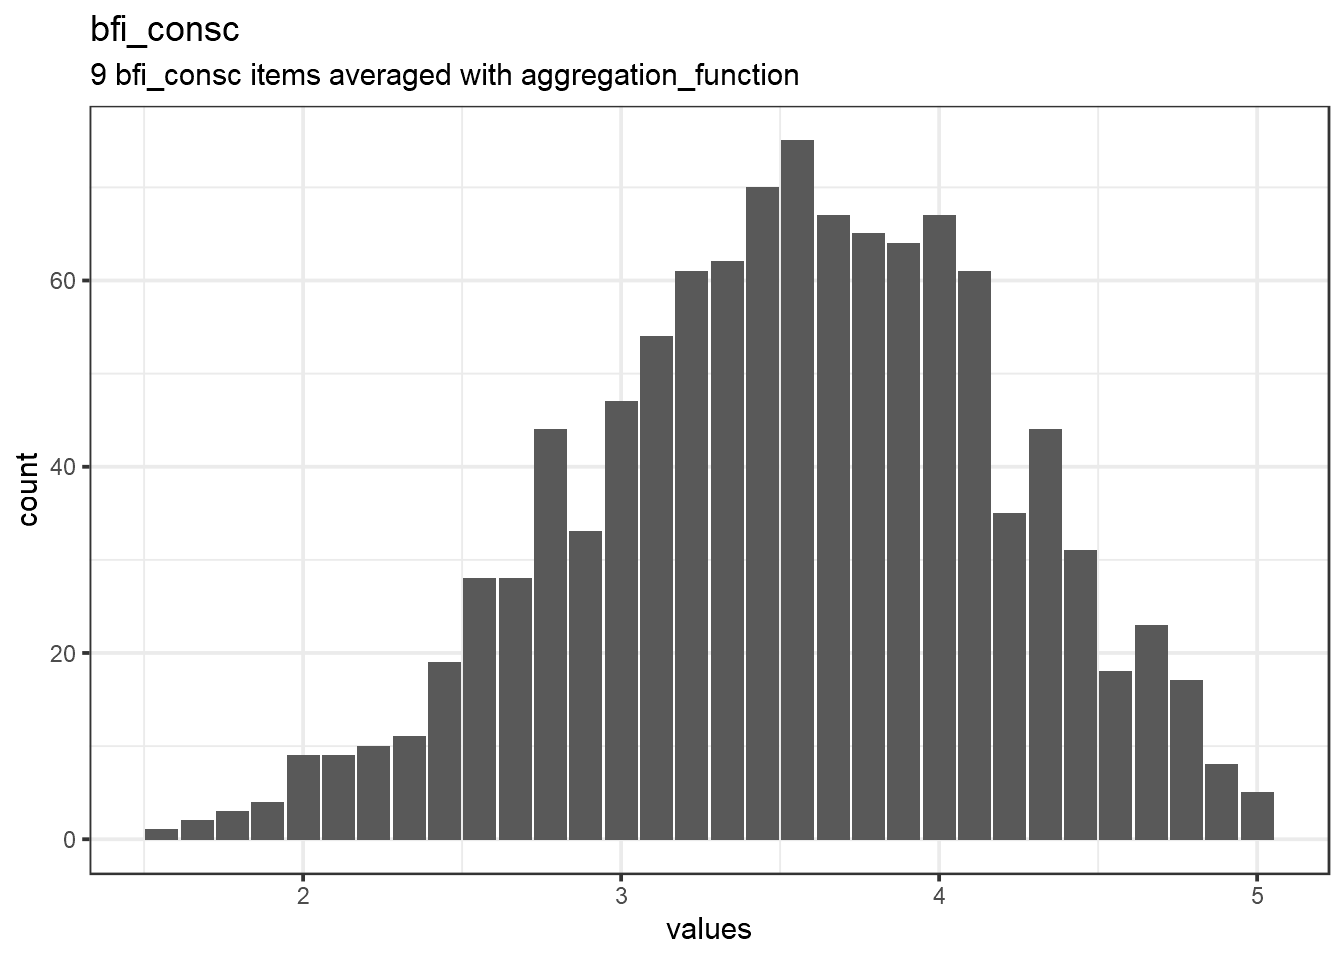 bfi_consc
9 bfi_consc items averaged with aggregation_function
60
40
20
0
count
2 3 4 5
values